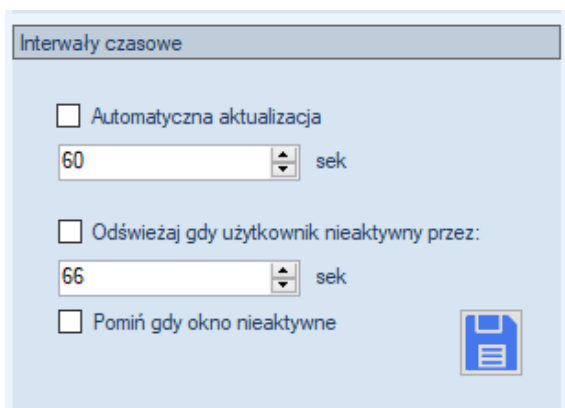 Interwały czasowe
Automatyczna aktualizacja
60 sek
Odświeżaj gdy użytkownik nieaktywny przez:
66 sek
Pomiń gdy okno nieaktywne